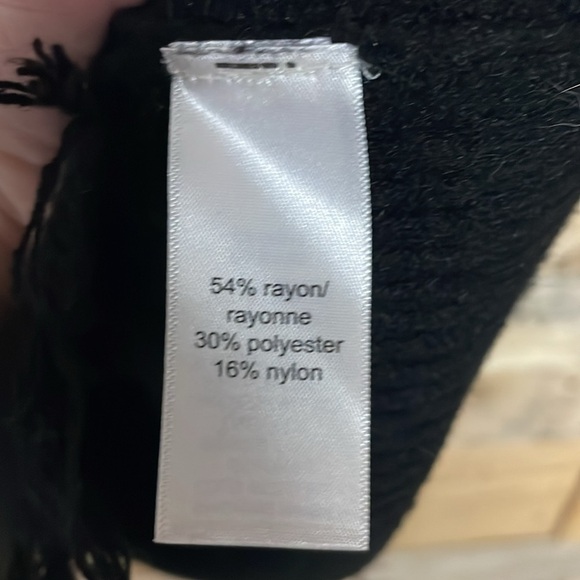 54% rayon/
rayonne
30% polyester
16% nylon